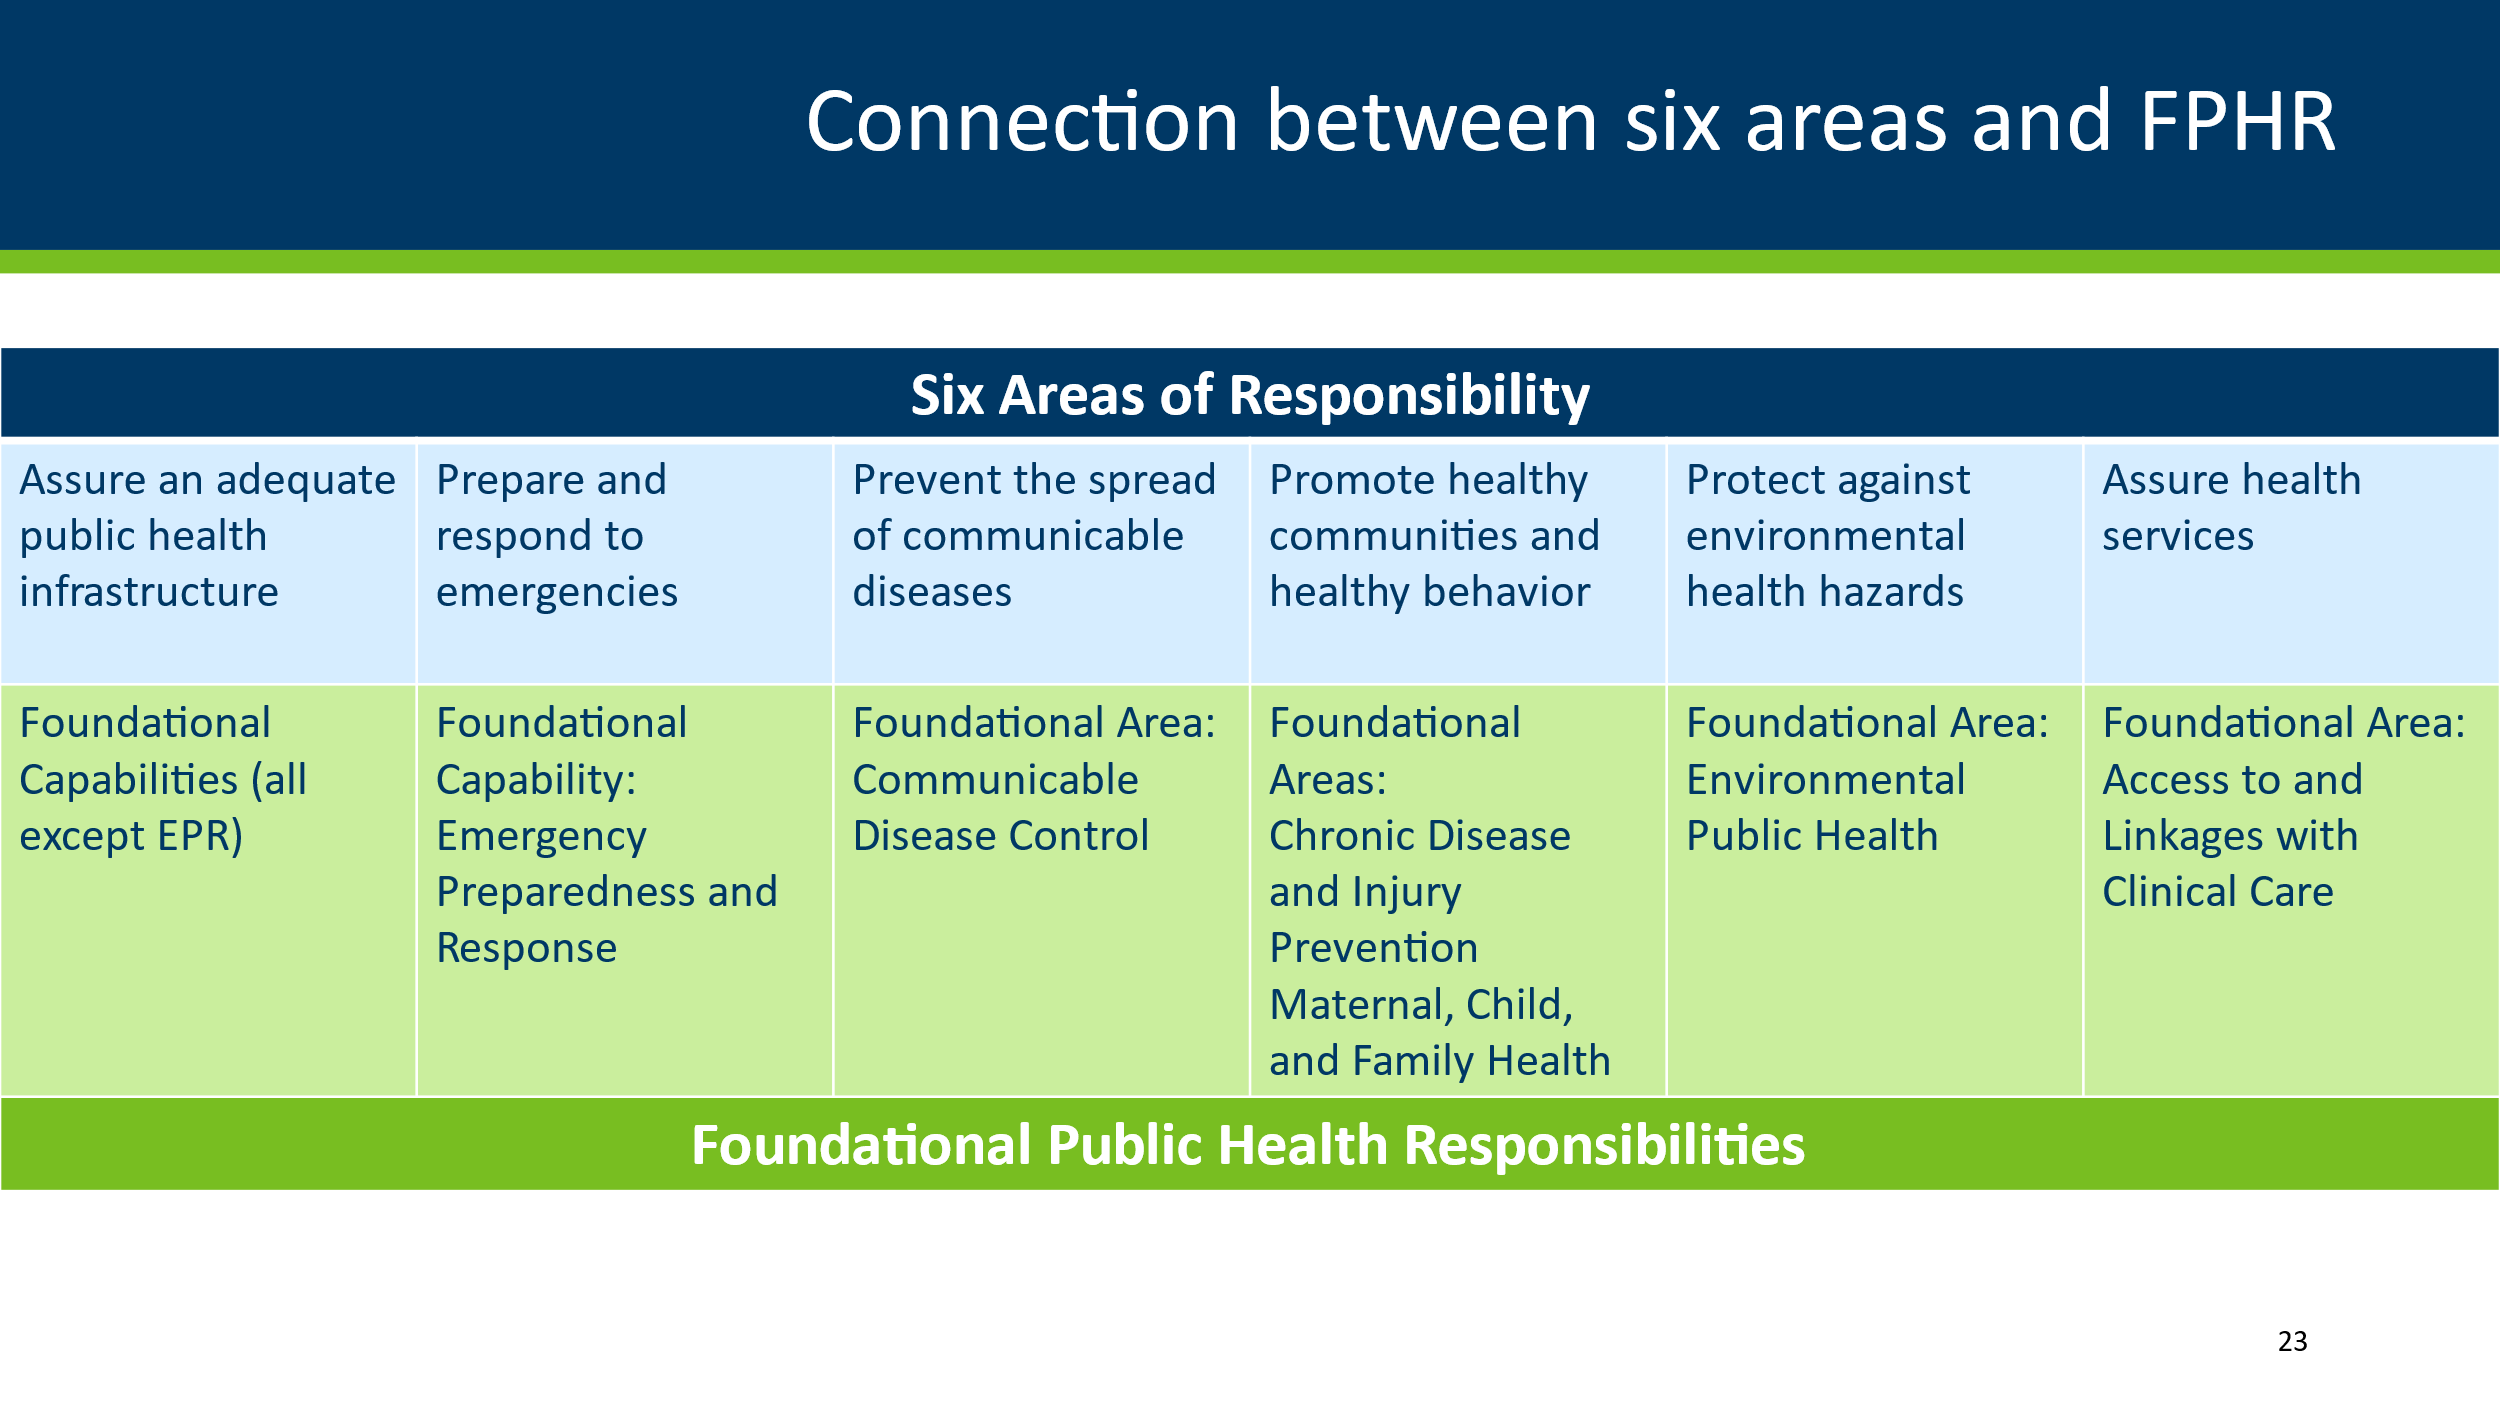 Connection between six areas and FPHR
Six Areas of Responsibility
Assure an adequate
public health
infrastructure
Prepare and
respond to
emergencies
Prevent the spread
of communicable
diseases
Promote healthy
communities and
healthy behavior
Protect against
environmental
health hazards
Assure health
services
Foundational
Capabilities (all
except EPR)
Foundational
Capability:
Emergency
Preparedness and
Response
Foundational Area:
Communicable
Disease Control
Foundational
Areas:
Chronic Disease
and Injury
Prevention
Maternal, Child,
and Family Health
Foundational Area:
Environmental
Public Health
Foundational Area:
Access to and
Linkages with
Clinical Care
Foundational Public Health Responsibilities
23